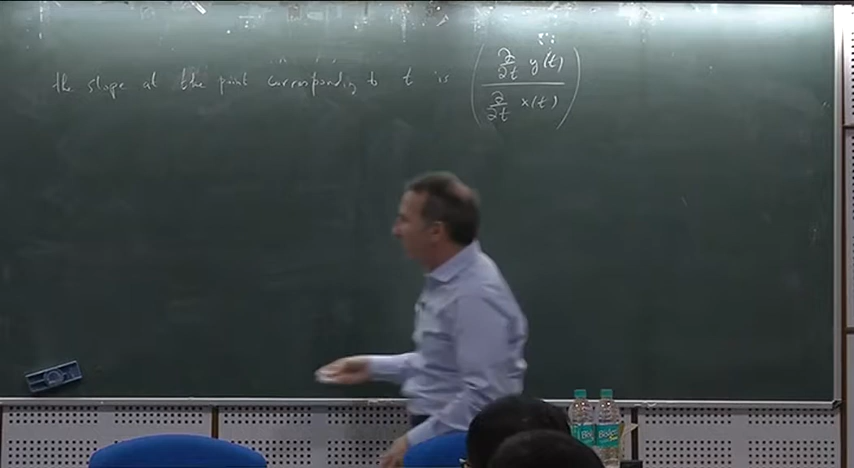 the slope at the point corresponding to t is ( ∂/∂t y(t) / ∂/∂t x(t) )